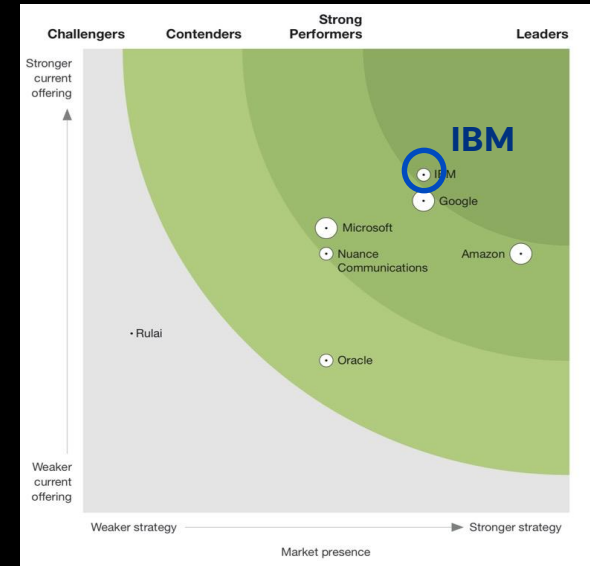 Challengers
Contenders
Strong
Performers
Leaders
Stronger
current
offering
IBM
IBM
Google
Microsoft
Nuance
Communications
Amazon
Rulai
Oracle
Weaker
current
offering
Weaker strategy
Stronger strategy
Market presence